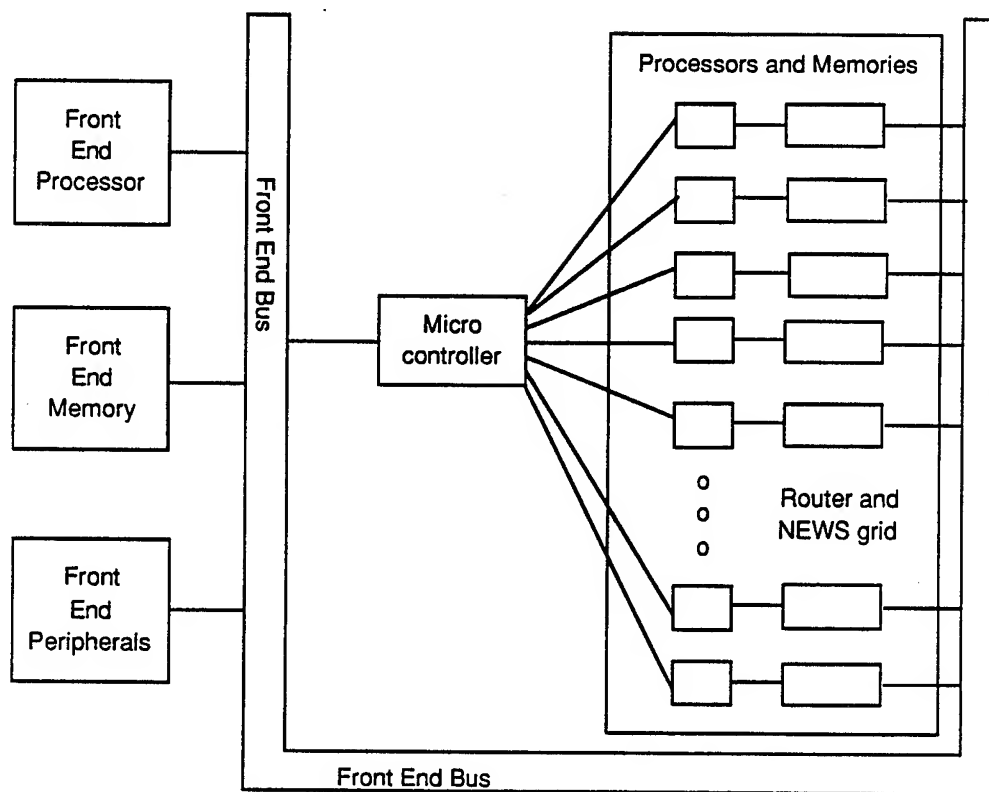 Front
End
Processor
Front
End
Memory
Front
End
Peripherals
Front End Bus
Micro
controller
Processors and Memories
o
o
o
Router and
NEWS grid
Front End Bus